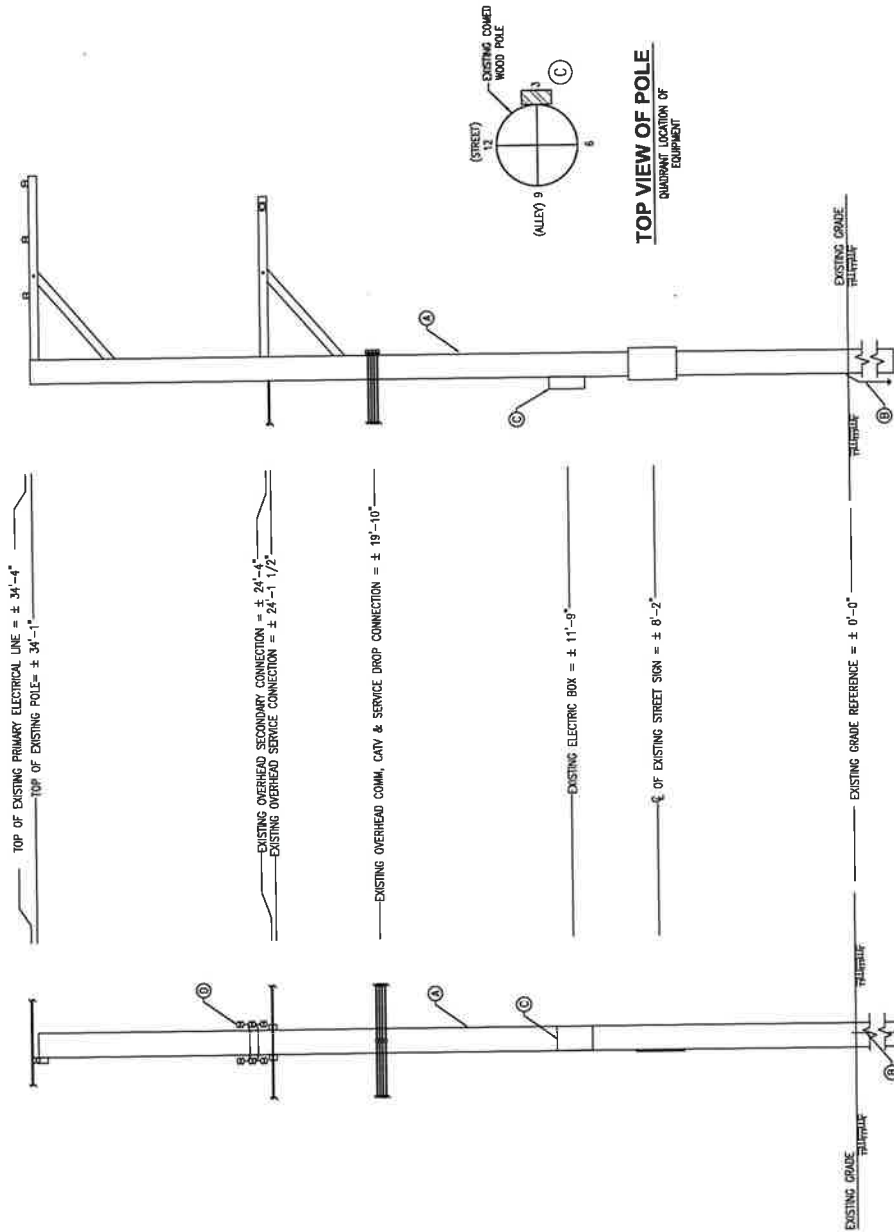 TOP OF EXISTING PRIMARY ELECTRICAL LINE = ± 34'-4"
TOP OF EXISTING POLE= ± 34'-1"
EXISTING OVERHEAD SECONDARY CONNECTION = ± 24'-4"
EXISTING OVERHEAD SERVICE CONNECTION = ± 24'-1 1/2"
EXISTING OVERHEAD COMM, CATV & SERVICE DROP CONNECTION = ± 19'-10"
EXISTING ELECTRIC BOX = ± 11'-9"
℄ OF EXISTING STREET SIGN = ± 8'-2"
EXISTING GRADE REFERENCE = ± 0'-0"
D
A
C
B
EXISTING GRADE
A
C
B
EXISTING GRADE
(STREET)
12
EXISTING COMED
WOOD POLE
3
C
(ALLEY) 9
6
TOP VIEW OF POLE
QUADRANT LOCATION OF
EQUIPMENT